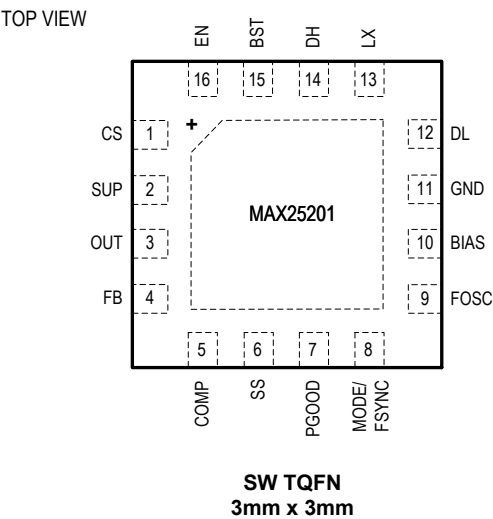 TOP VIEW
EN
BST
DH
LX
16
15
14
13
+
CS 1
12 DL
SUP 2
11 GND
MAX25201
OUT 3
10 BIAS
FB 4
9 FOSC
5
6
7
8
COMP
SS
PGOOD
MODE/
FSYNC
SW TQFN
3mm x 3mm